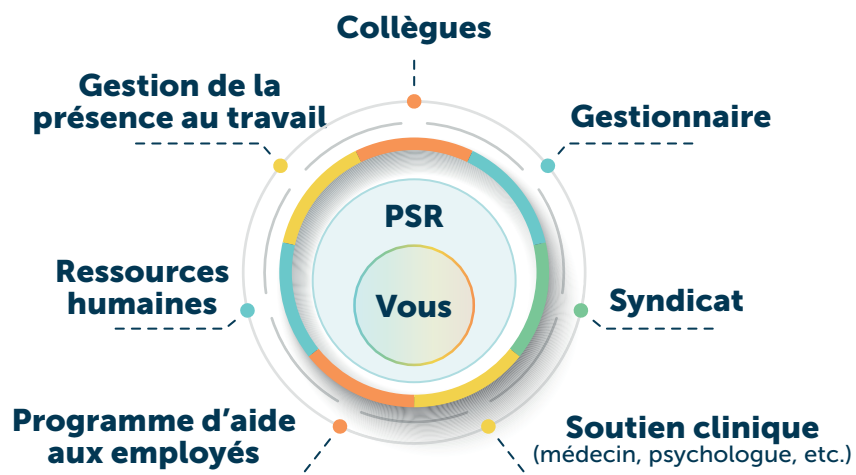 Collègues
Gestion de la
présence au travail
Gestionnaire
PSR
Vous
Ressources
humaines
Syndicat
Programme d’aide
aux employés
Soutien clinique
(médecin, psychologue, etc.)